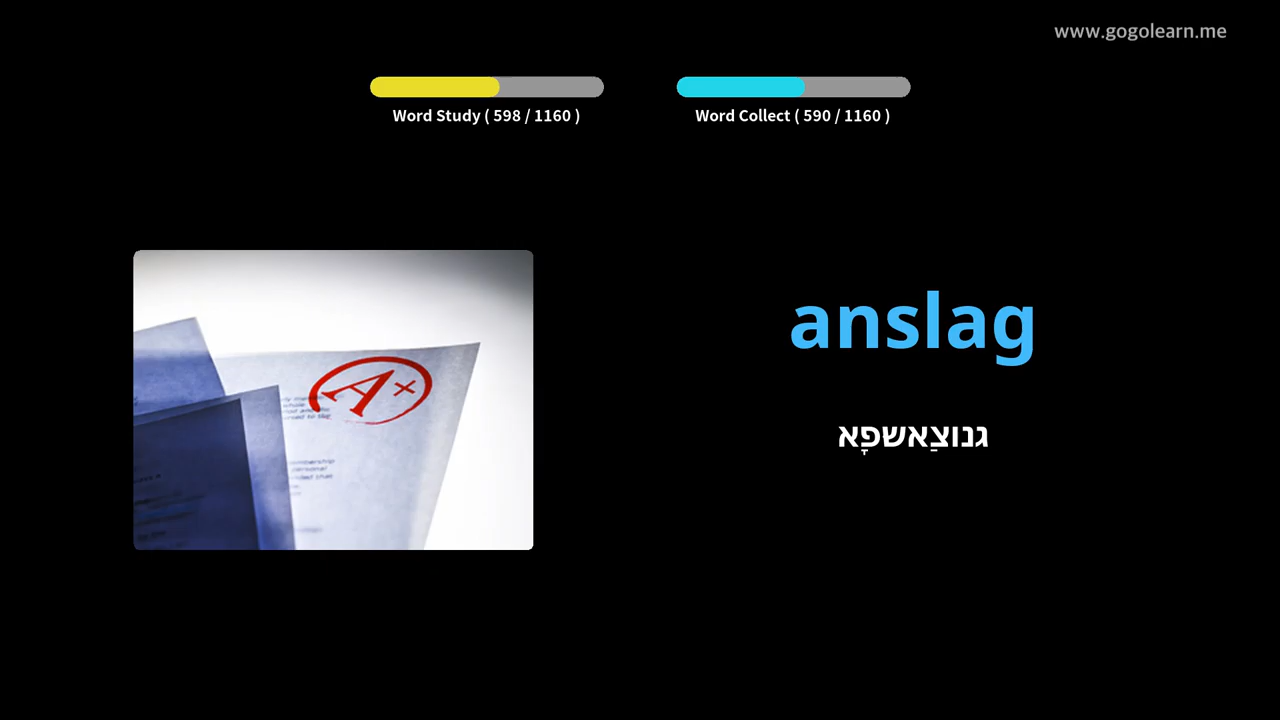 www.gogolearn.me
Word Study ( 598 / 1160 )
Word Collect ( 590 / 1160 )
A+
anslag
גנוצַאשפָא